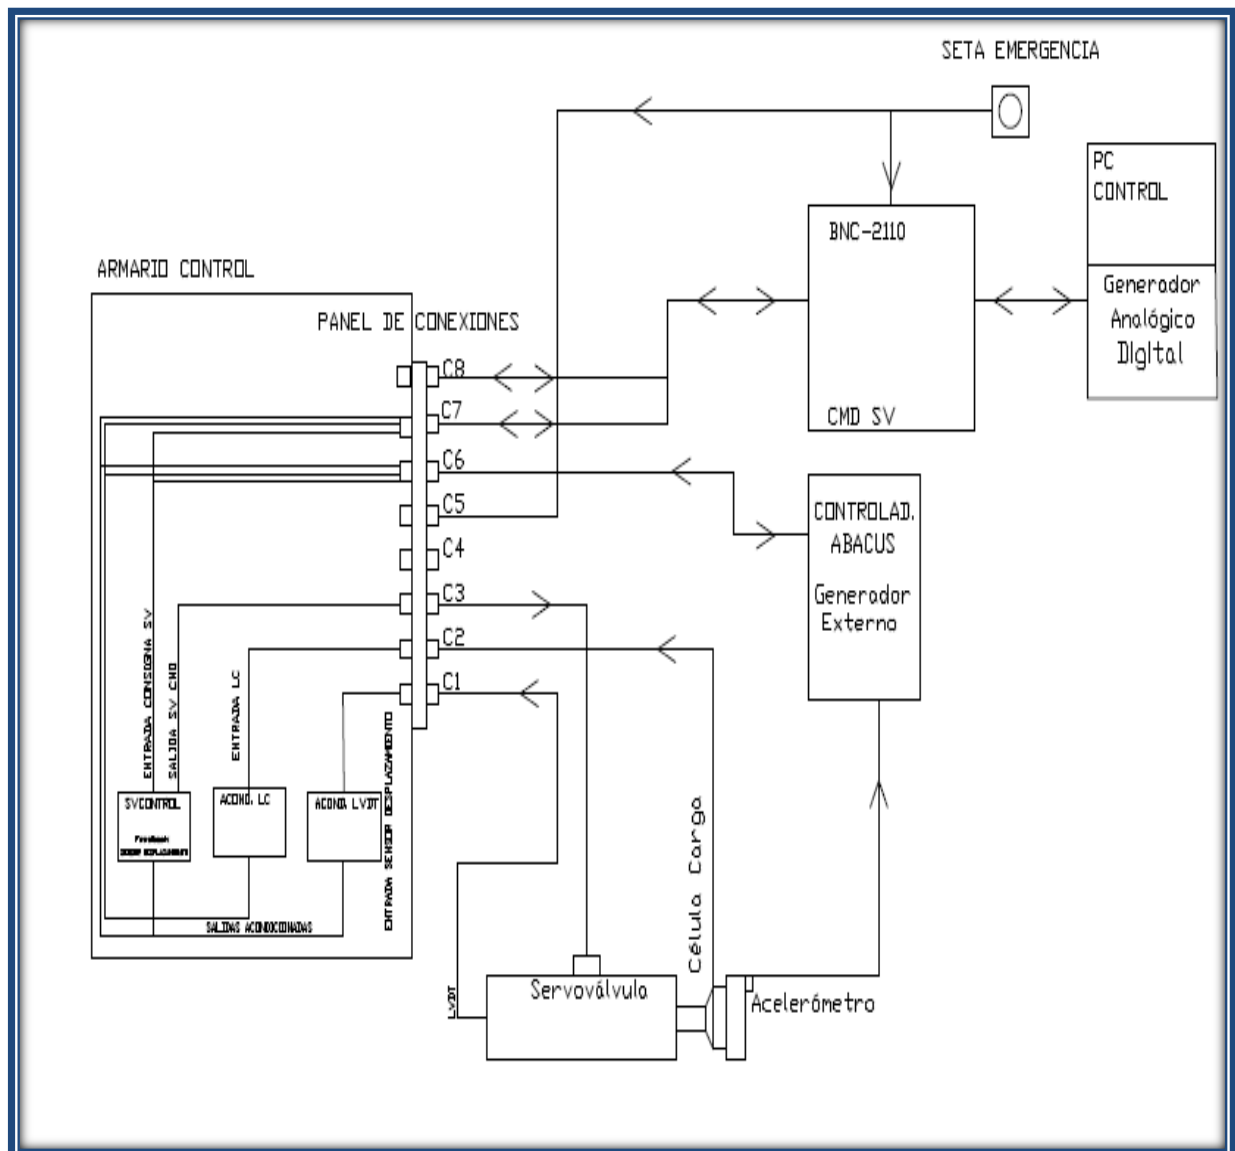 SETA EMERGENCIA
PC
CONTROL
Generador
Analógico
DIgItal
BNC-2110
CMD SV
ARMARIO CONTROL
PANEL DE CONEXIONES
C8
C7
C6
C5
C4
C3
C2
C1
CONTROLAD.
ABACUS
Generador
Externo
ENTRADA CONSIGNA SV
SALIDA SV CMD
ENTRADA LC
ENTRADA SENSOR DESPLAZAMIENTO
SVCONTROL
ACOND. LC
ACOND. LVDT
SALIDAS ACONDICIONADAS
LVDT
Servoválvula
Célula Carga
Acelerómetro